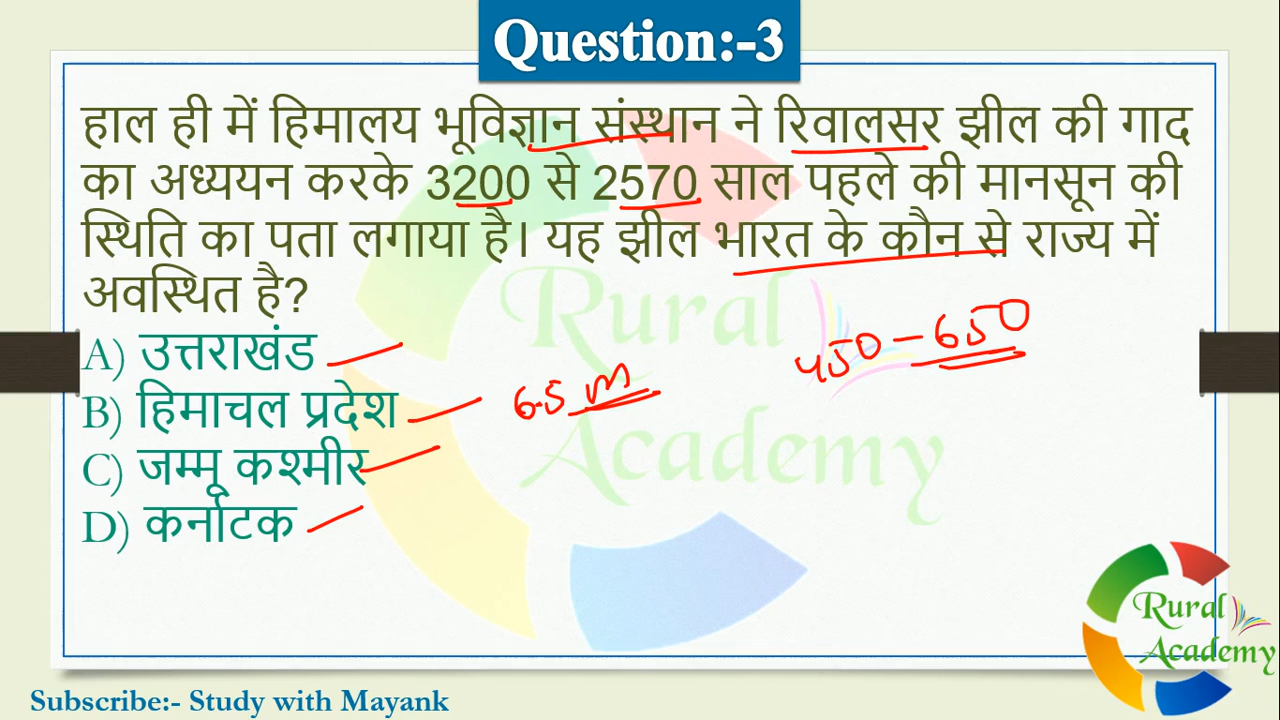 Question:-3
हाल ही में हिमालय भूविज्ञान संस्थान ने रिवालसर झील की गाद
का अध्ययन करके 3200 से 2570 साल पहले की मानसून की
स्थिति का पता लगाया है। यह झील भारत के कौन से राज्य में
अवस्थित है?
A) उत्तराखंड
B) हिमाचल प्रदेश
C) जम्मू कश्मीर
D) कर्नाटक
6.5 m
450-650
Rural
Academy
Rural
Academy
Subscribe:- Study with Mayank